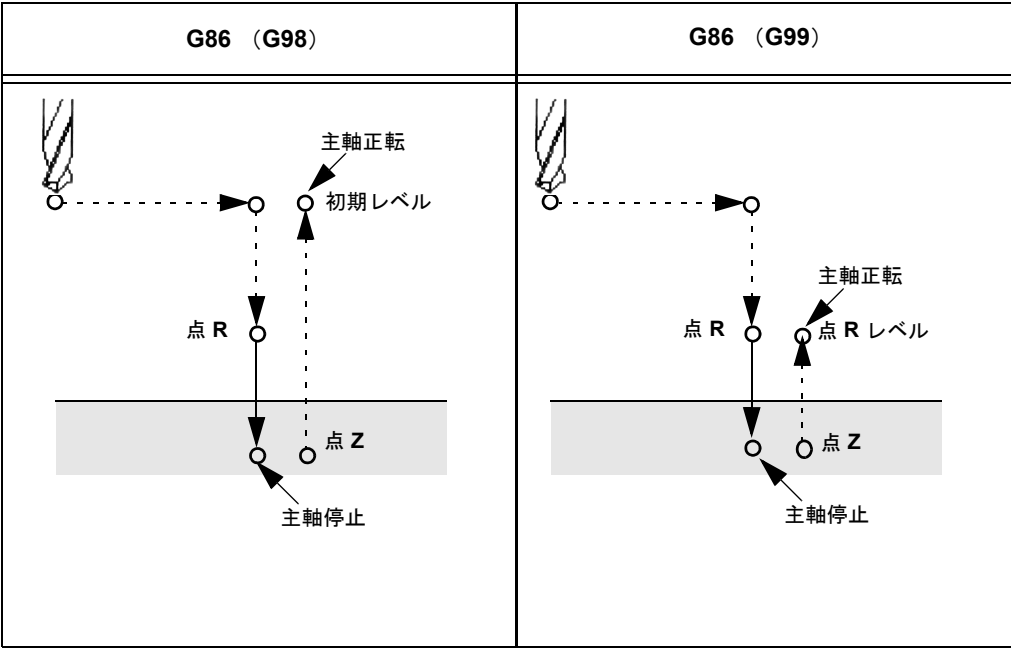 G86 （G98）
主軸正転
初期レベル
点 R
点 Z
主軸停止
G86 （G99）
主軸正転
点 R
点 R レベル
点 Z
主軸停止